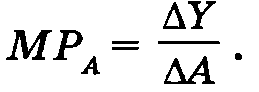 MP_A = ΔY / ΔA .